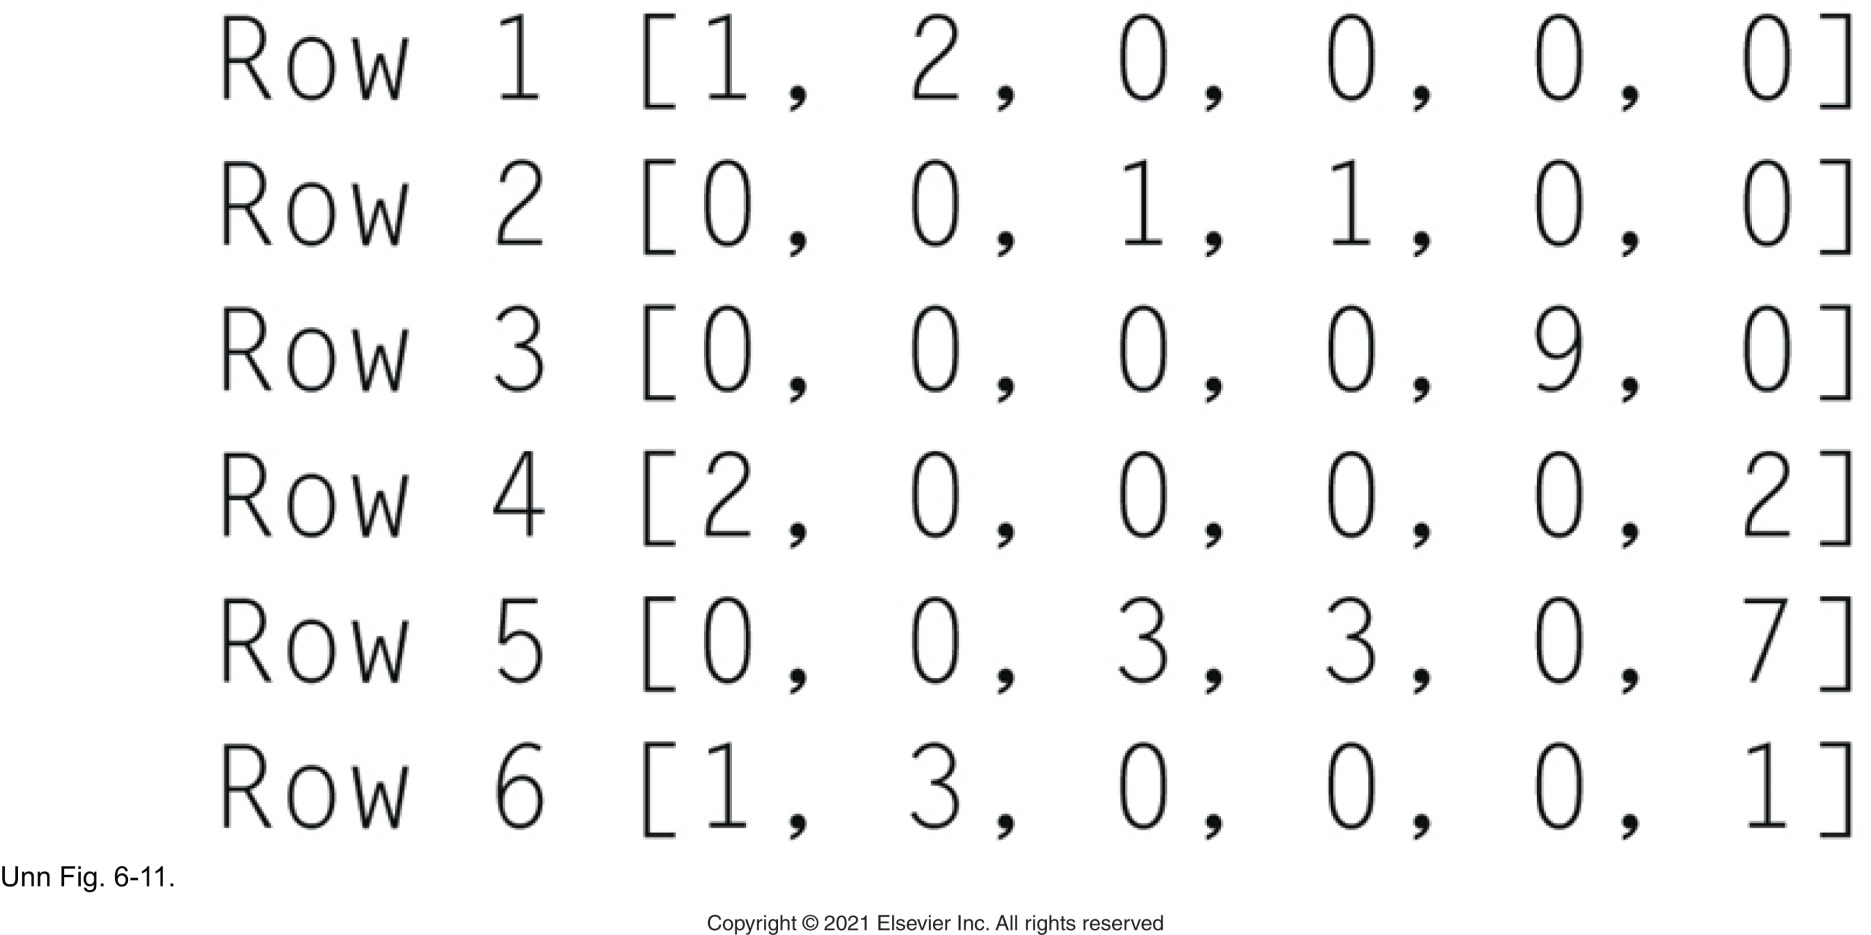 Row 1 [1, 2, 0, 0, 0, 0]
Row 2 [0, 0, 1, 1, 0, 0]
Row 3 [0, 0, 0, 0, 9, 0]
Row 4 [2, 0, 0, 0, 0, 2]
Row 5 [0, 0, 3, 3, 0, 7]
Row 6 [1, 3, 0, 0, 0, 1]
Unn Fig. 6-11.
Copyright © 2021 Elsevier Inc. All rights reserved